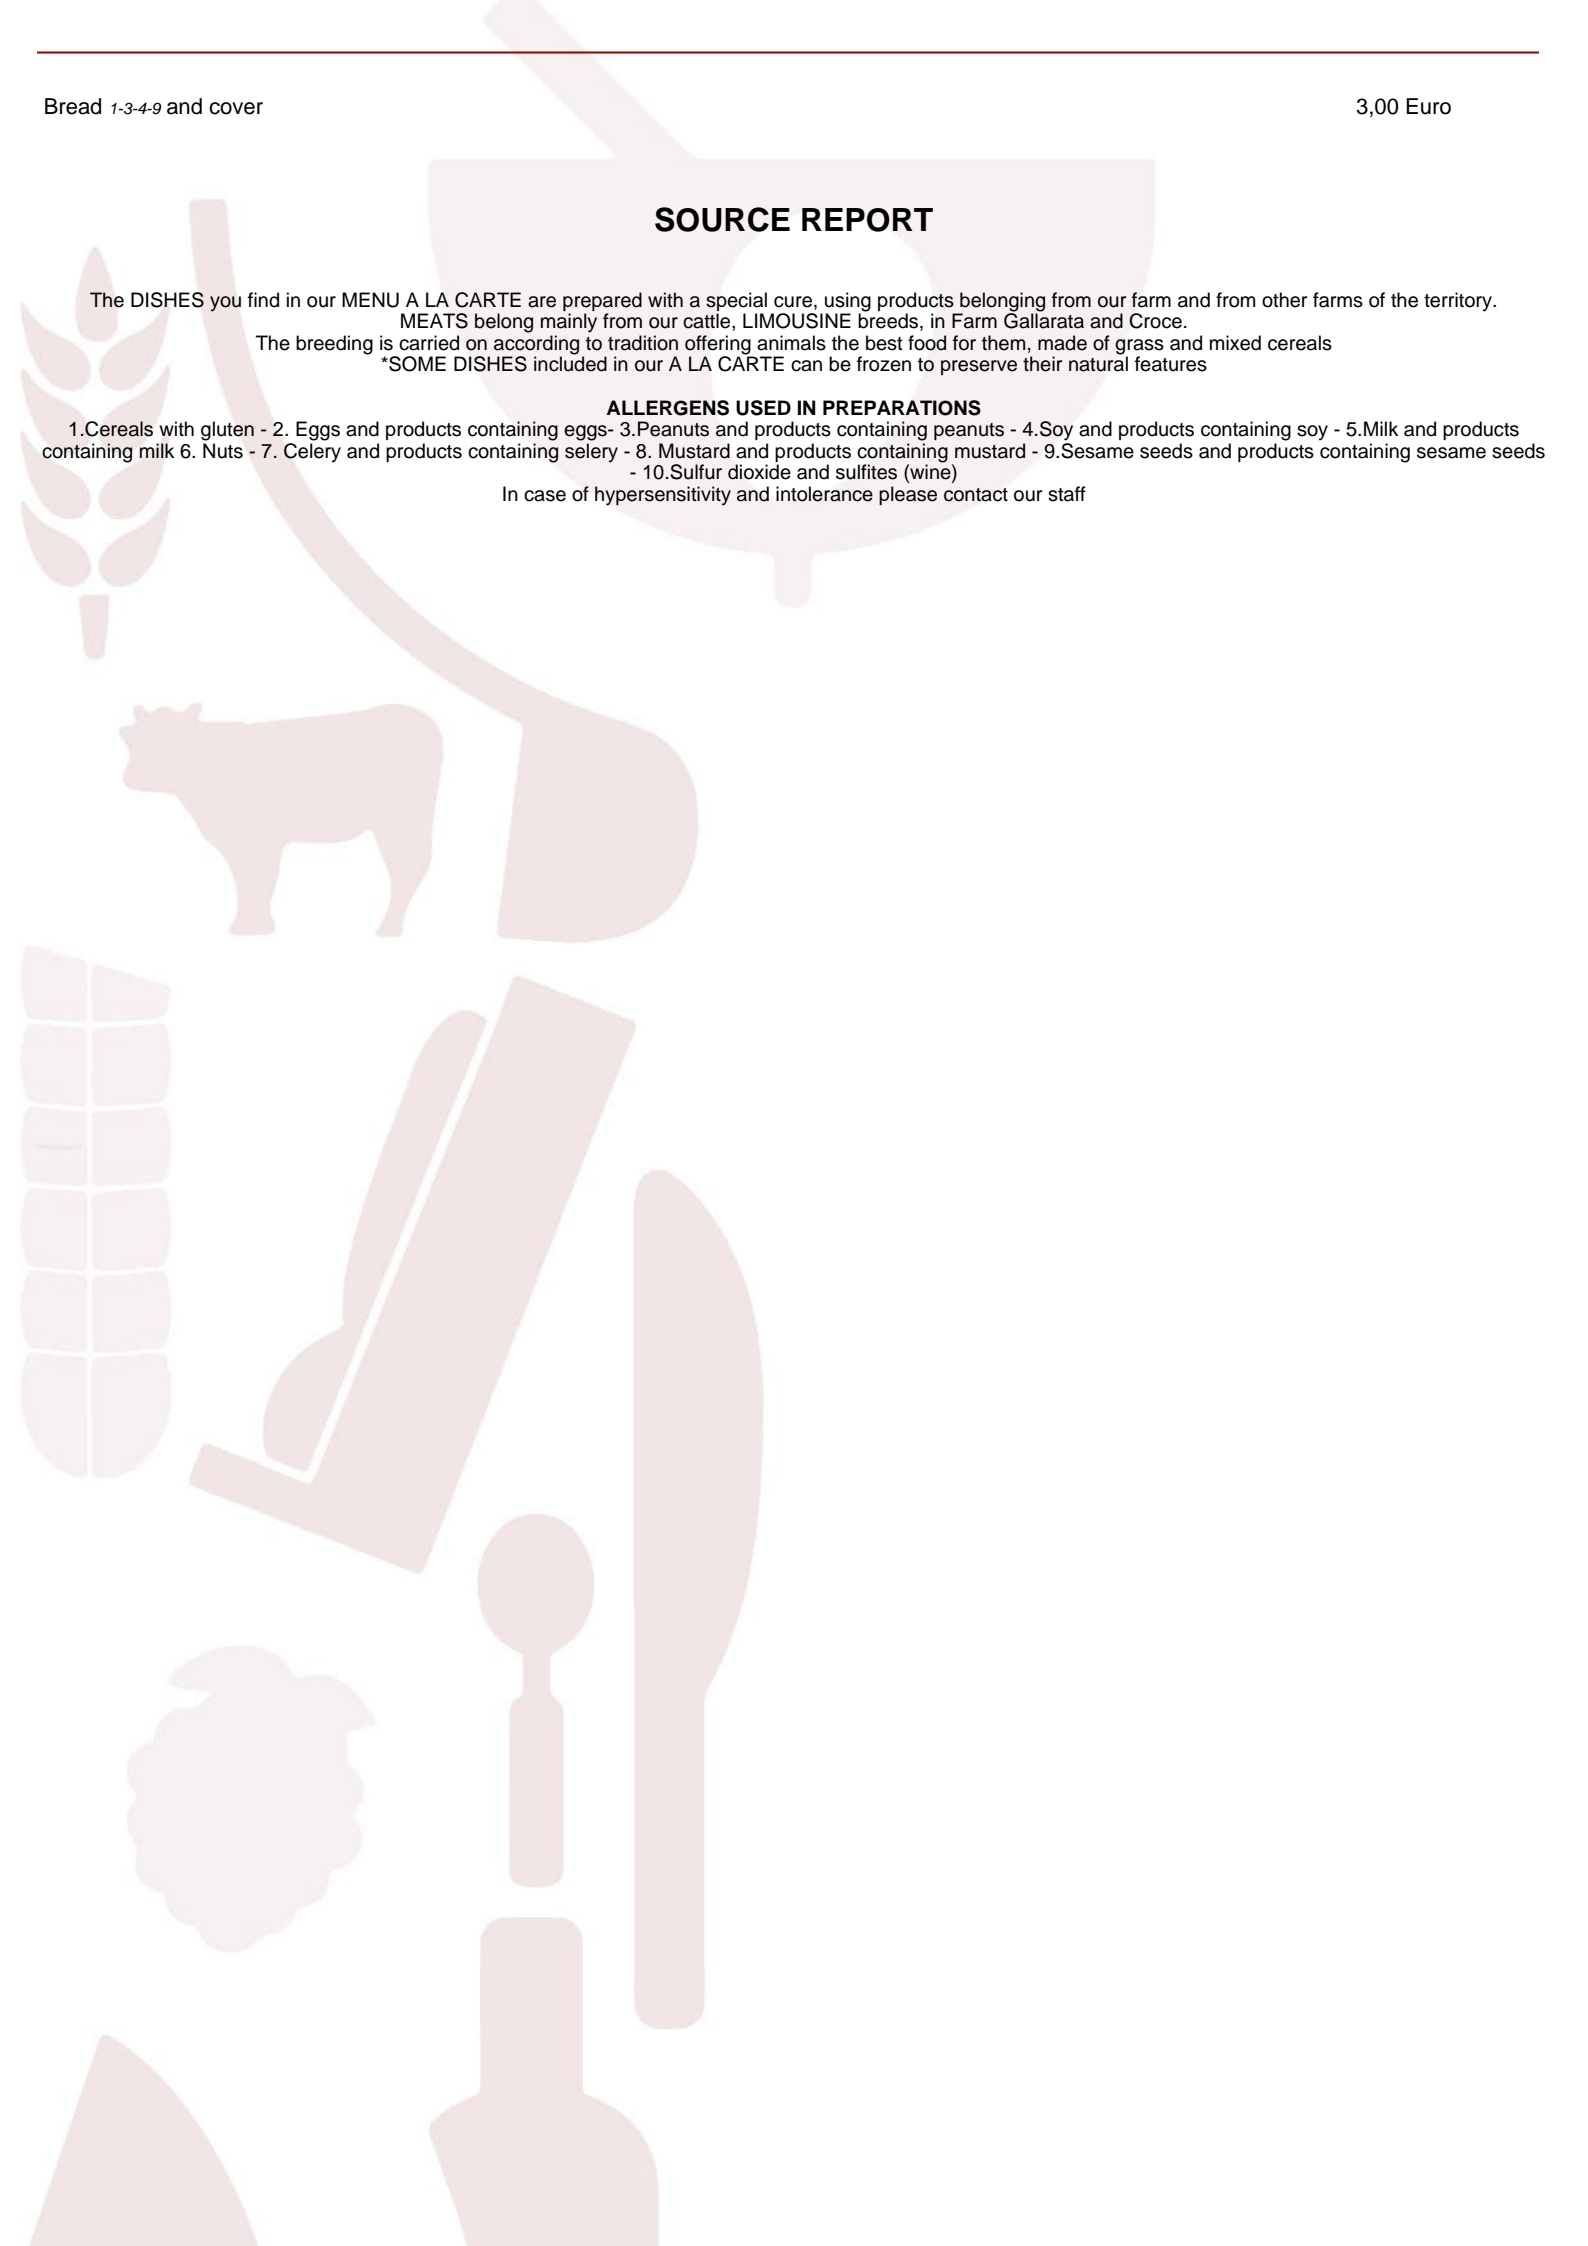 Bread 1-3-4-9 and cover 3,00 Euro
SOURCE REPORT
The DISHES you find in our MENU A LA CARTE are prepared with a special cure, using products belonging from our farm and from other farms of the territory.
MEATS belong mainly from our cattle, LIMOUSINE breeds, in Farm Gallarata and Croce.
The breeding is carried on according to tradition offering animals the best food for them, made of grass and mixed cereals
*SOME DISHES included in our A LA CARTE can be frozen to preserve their natural features
ALLERGENS USED IN PREPARATIONS
1.Cereals with gluten - 2. Eggs and products containing eggs- 3.Peanuts and products containing peanuts - 4.Soy and products containing soy - 5.Milk and products
containing milk 6. Nuts - 7. Celery and products containing selery - 8. Mustard and products containing mustard - 9.Sesame seeds and products containing sesame seeds
- 10.Sulfur dioxide and sulfites (wine)
In case of hypersensitivity and intolerance please contact our staff